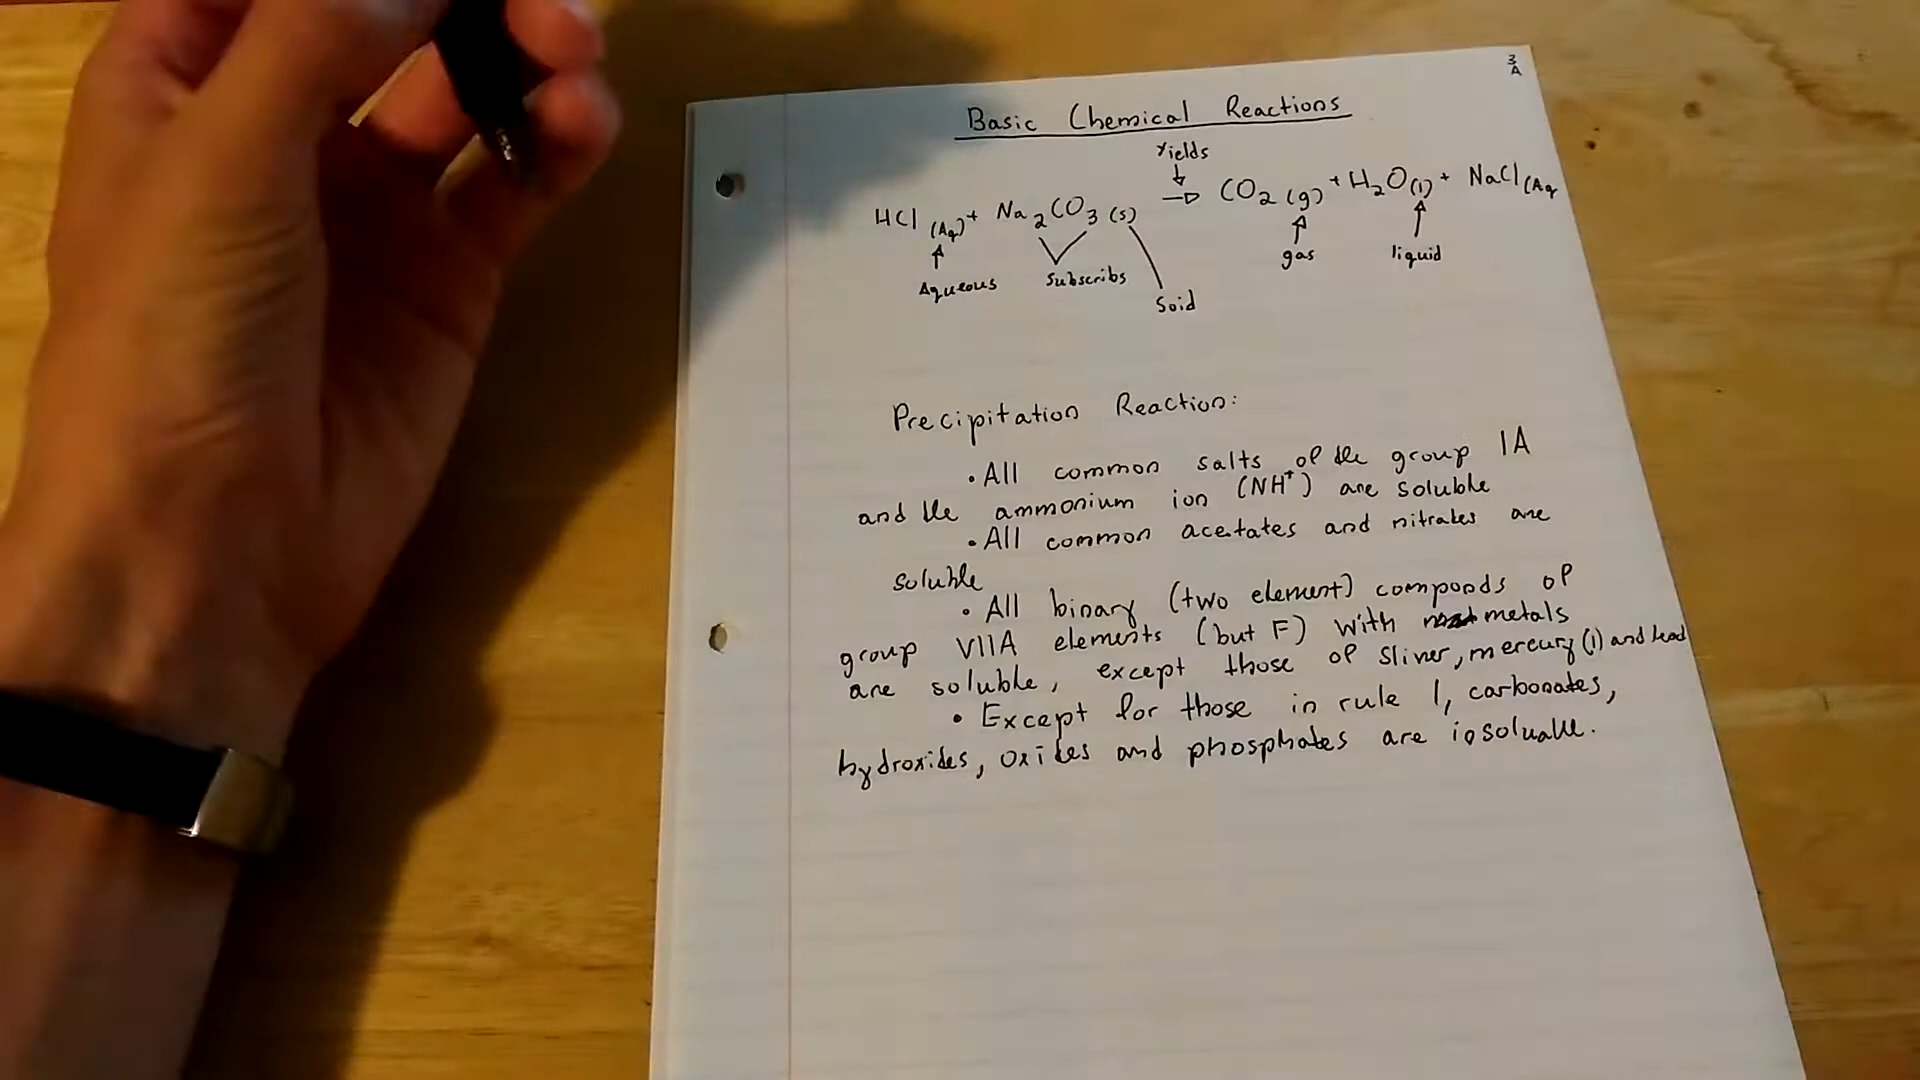 3
A
Basic Chemical Reactions
Yields
HCl (Aq) + Na2CO3 (s) → CO2 (g) + H2O(l) + NaCl (Aq
Aqueous Subscribs Soid gas liquid
Precipitation Reaction:
• All common salts of the group IA
and the ammonium ion (NH+) are soluble
• All common acetates and nitrates are
soluble
• All binary (two element) componds of
group VIIA elements (but F) with metals
are soluble, except those of Sliver, mercury (1) and lead
• Except for those in rule 1, carbonates,
hydroxides, oxides and phosphates are insoluable.